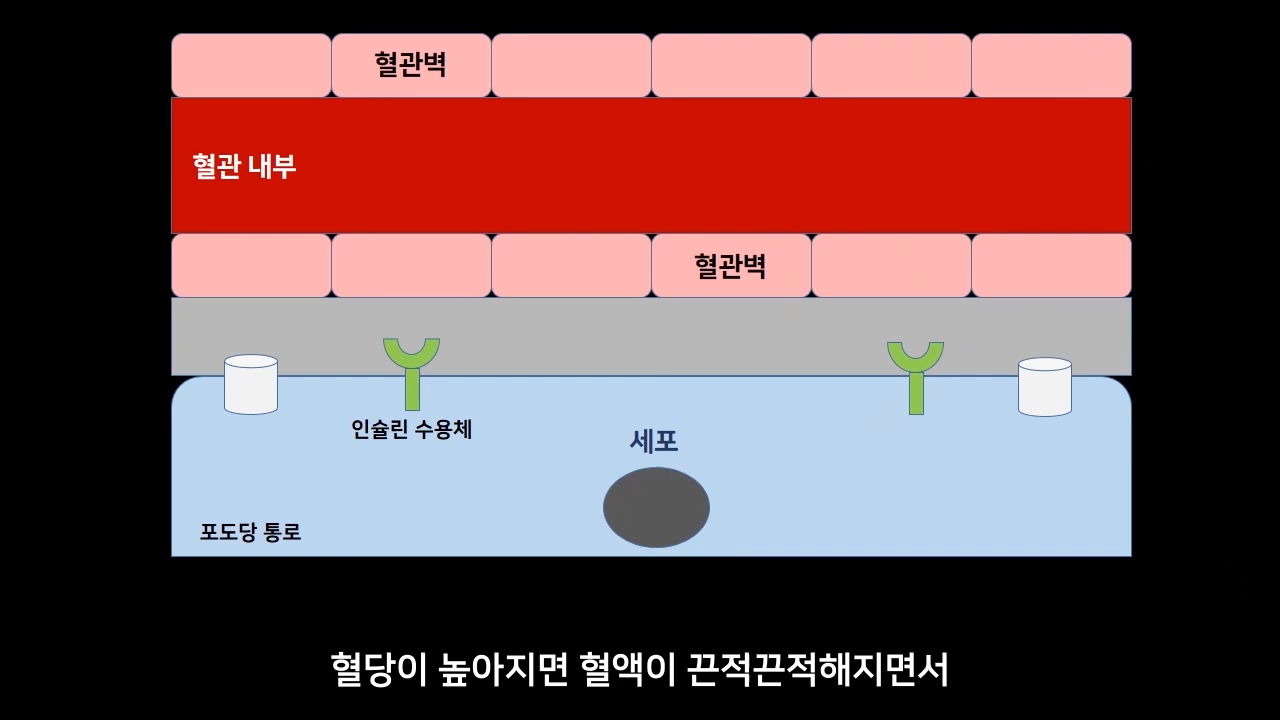 혈관벽
혈관 내부
혈관벽
인슐린 수용체
세포
포도당 통로
혈당이 높아지면 혈액이 끈적끈적해지면서